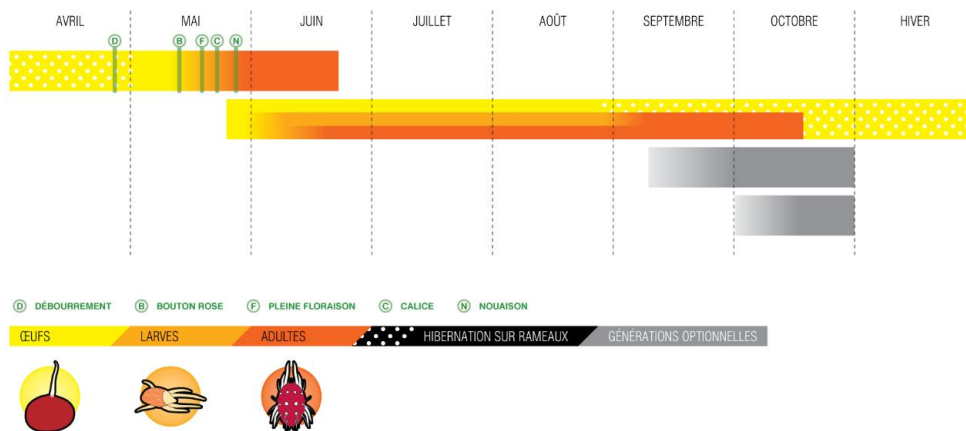 AVRIL MAI JUIN JUILLET AOÛT SEPTEMBRE OCTOBRE HIVER
D B F C N
D DÉBOURREMENT B BOUTON ROSE F PLEINE FLORAISON C CALICE N NOUAISON
ŒUFS LARVES ADULTES HIBERNATION SUR RAMEAUX GÉNÉRATIONS OPTIONNELLES